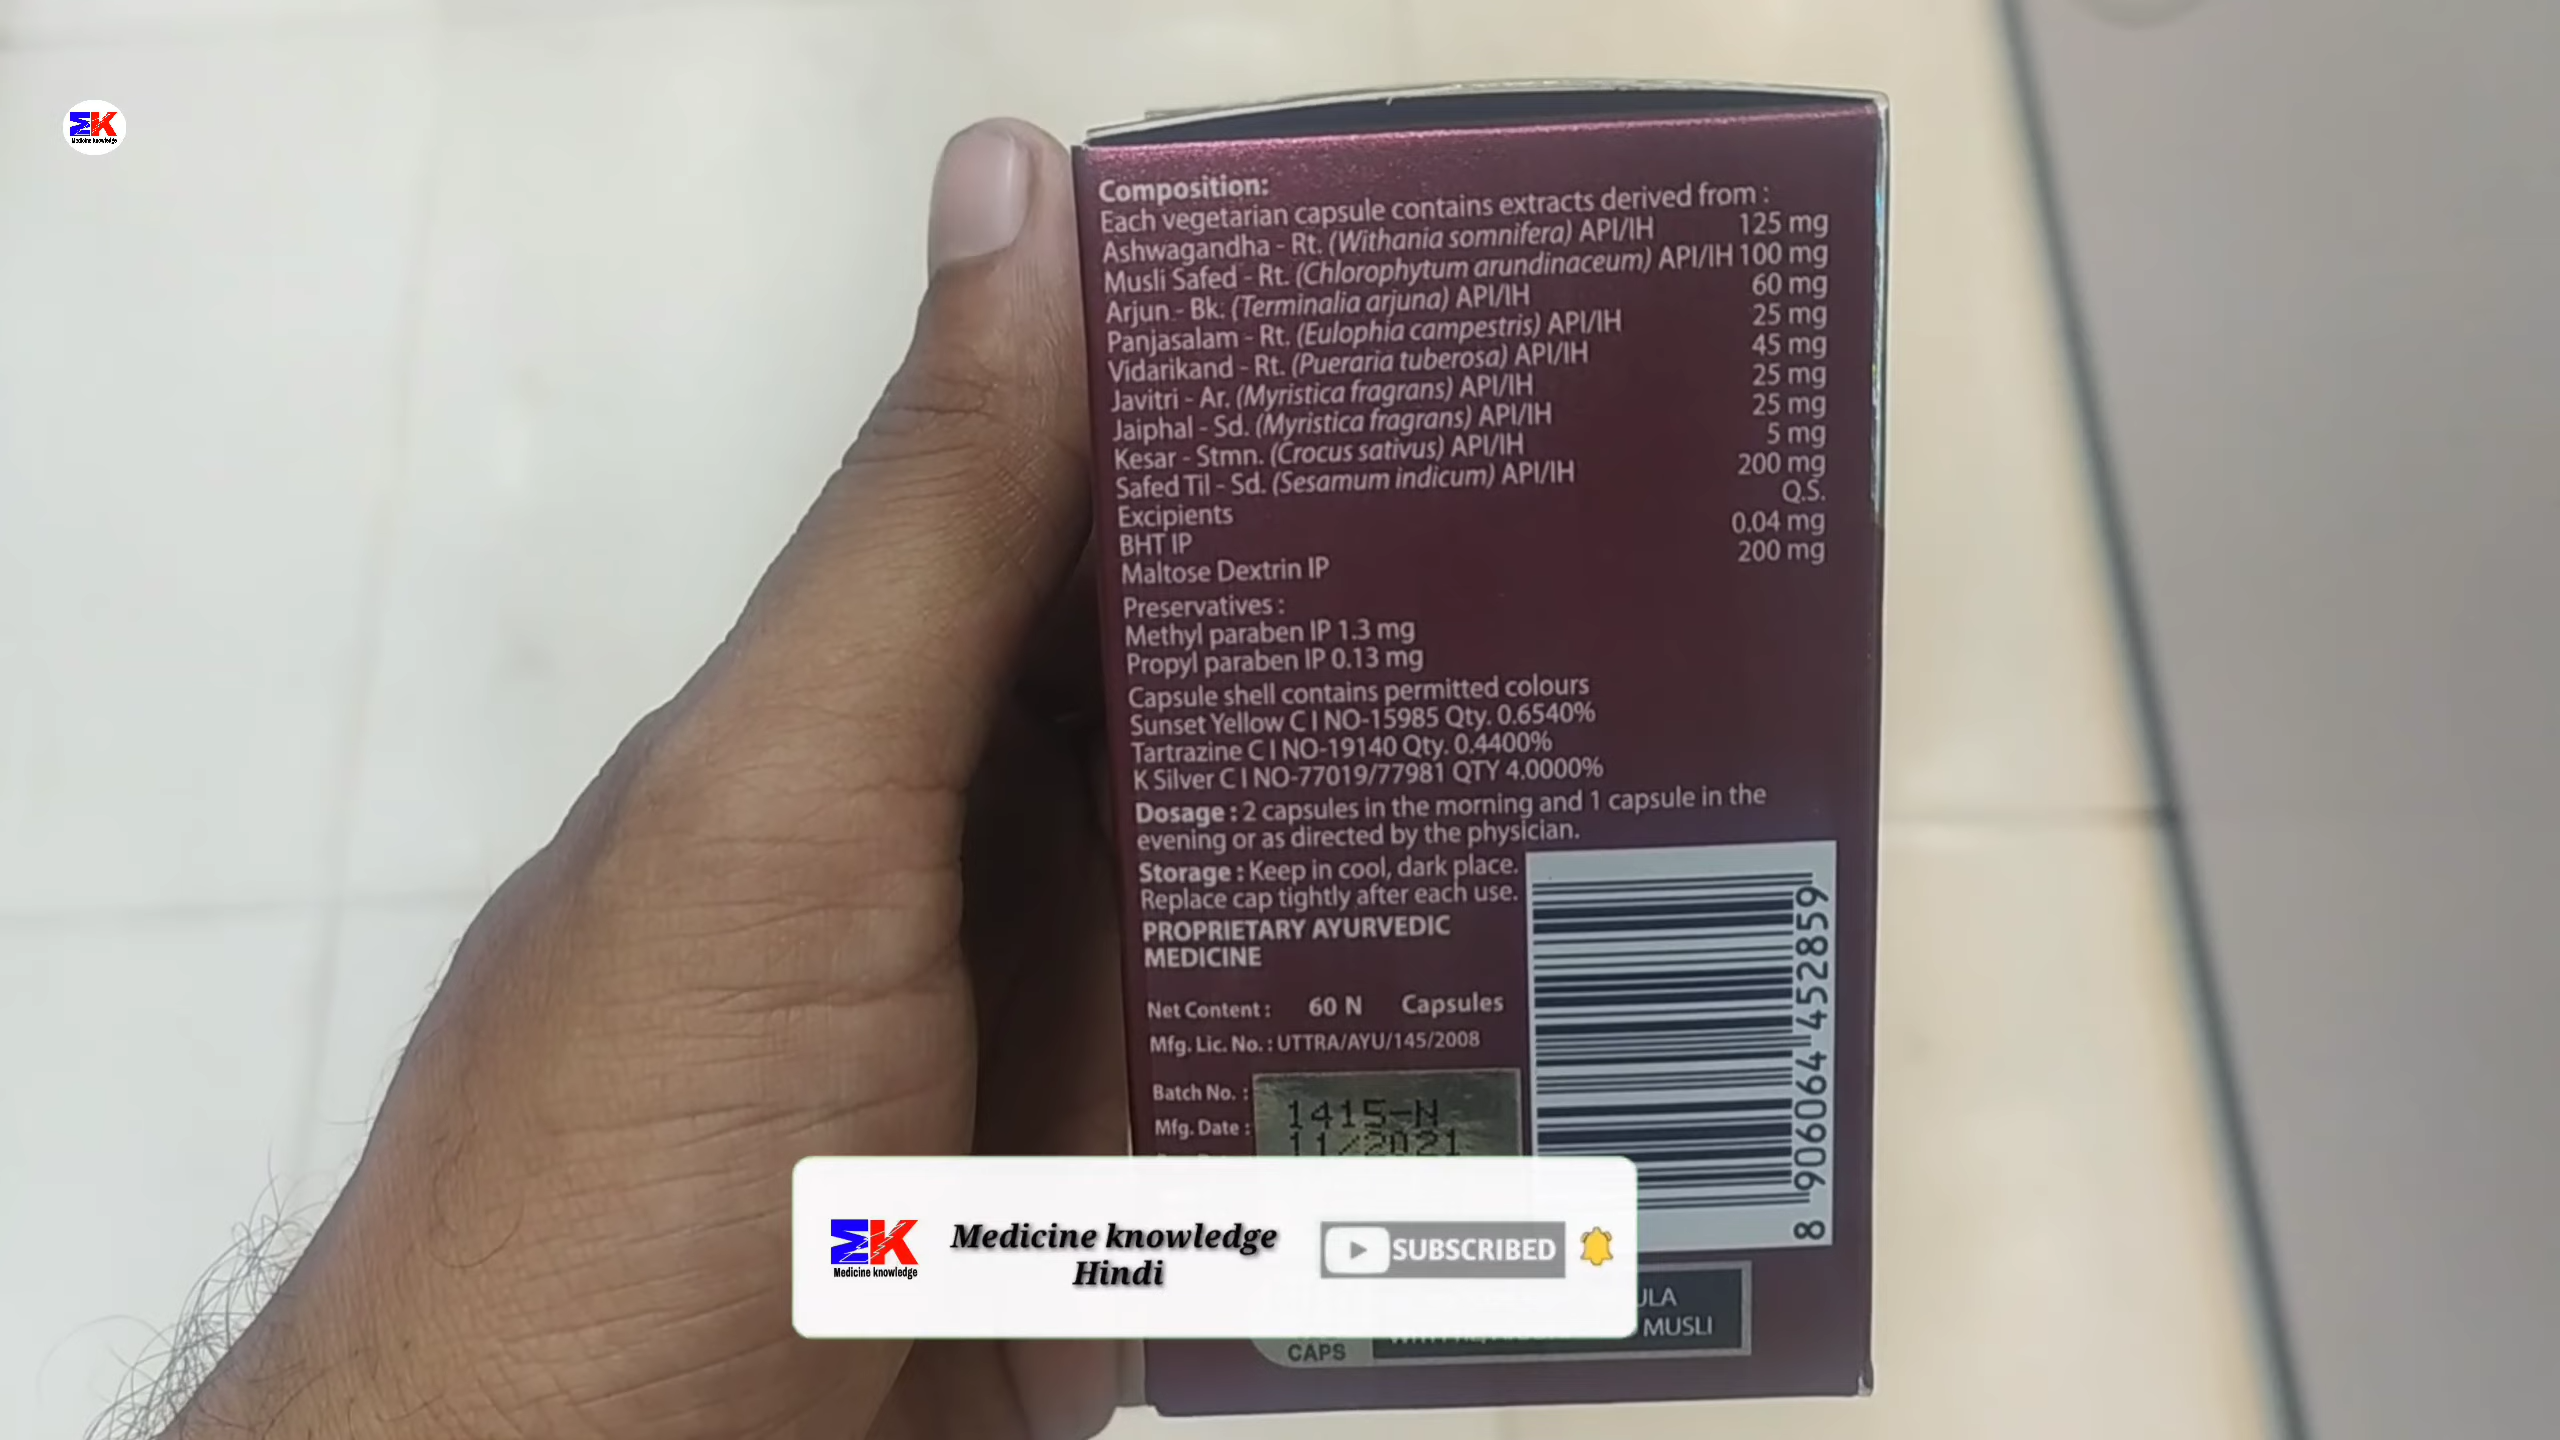 MK
Medicine knowledge
Composition:
Each vegetarian capsule contains extracts derived from :
Ashwagandha - Rt. (Withania somnifera) API/IH 125 mg
Musli Safed - Rt. (Chlorophytum arundinaceum) API/IH 100 mg
Arjun - Bk. (Terminalia arjuna) API/IH 60 mg
Panjasalam - Rt. (Eulophia campestris) API/IH 25 mg
Vidarikand - Rt. (Pueraria tuberosa) API/IH 45 mg
Javitri - Ar. (Myristica fragrans) API/IH 25 mg
Jaiphal - Sd. (Myristica fragrans) API/IH 25 mg
Kesar - Stmn. (Crocus sativus) API/IH 5 mg
Safed Til - Sd. (Sesamum indicum) API/IH 200 mg
Excipients Q.S.
BHT IP 0.04 mg
Maltose Dextrin IP 200 mg
Preservatives :
Methyl paraben IP 1.3 mg
Propyl paraben IP 0.13 mg
Capsule shell contains permitted colours
Sunset Yellow C I NO-15985 Qty. 0.6540%
Tartrazine C I NO-19140 Qty. 0.4400%
K Silver C I NO-77019/77981 QTY 4.0000%
Dosage : 2 capsules in the morning and 1 capsule in the
evening or as directed by the physician.
Storage : Keep in cool, dark place.
Replace cap tightly after each use.
PROPRIETARY AYURVEDIC
MEDICINE
Net Content : 60 N Capsules
Mfg. Lic. No. : UTTRA/AYU/145/2008
Batch No. : 1415-N
Mfg. Date : 11/2021
8 906064 452859
MK
Medicine knowledge
Medicine knowledge
Hindi
SUBSCRIBED
MUSLI
CAPS